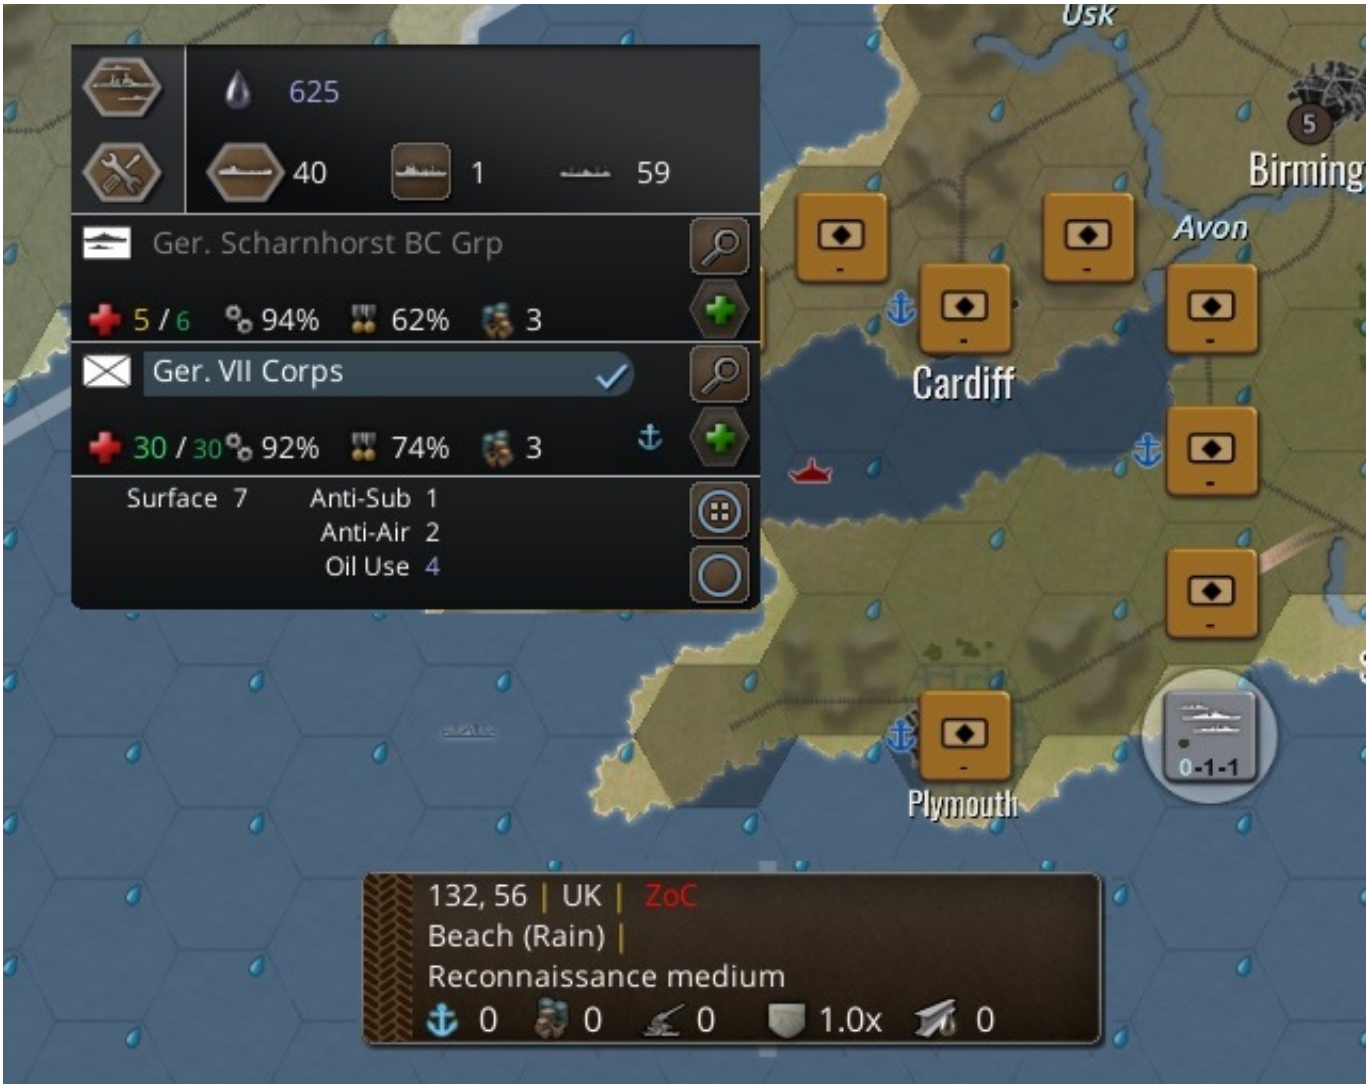 Usk
625
5
40 1 59
Birming
Ger. Scharnhorst BC Grp
Avon
5 / 6 94% 62% 3
Ger. VII Corps
Cardiff
30 / 30 92% 74% 3
Surface 7 Anti-Sub 1
Anti-Air 2
Oil Use 4
0-1-1
Plymouth
132, 56 | UK | ZoC
Beach (Rain) |
Reconnaissance medium
0 0 0 1.0x 0